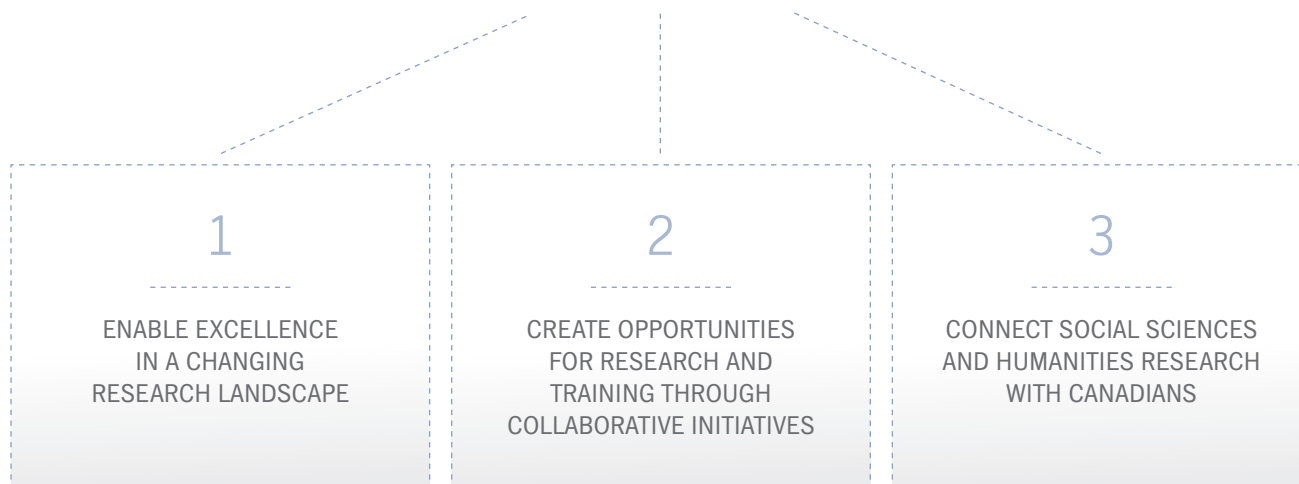 1
ENABLE EXCELLENCE
IN A CHANGING
RESEARCH LANDSCAPE
2
CREATE OPPORTUNITIES
FOR RESEARCH AND
TRAINING THROUGH
COLLABORATIVE INITIATIVES
3
CONNECT SOCIAL SCIENCES
AND HUMANITIES RESEARCH
WITH CANADIANS